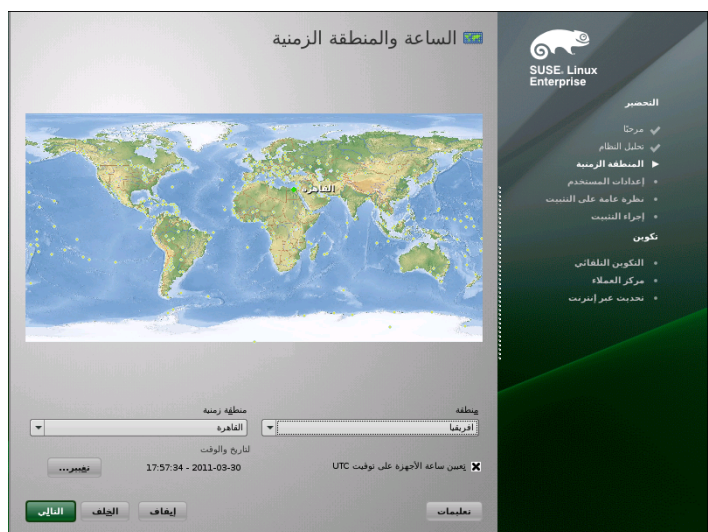 الساعة والمنطقة الزمنية
SUSE. Linux
Enterprise
التحضير
مرحبًا
تحليل النظام
المنطقة الزمنية
إعدادات المستخدم
نظرة عامة على التثبيت
إجراء التثبيت
تكوين
التكوين التلقائي
مركز العملاء
تحديث عبر إنترنت
القاهرة
منطقة
منطقة زمنية
افريقيا
القاهرة
لتاريخ والوقت
تعيين ساعة الأجهزة على توقيت UTC
17:57:34 - 2011-03-30
تغيير...
تعليمات
إيقاف
الخلف
التالي